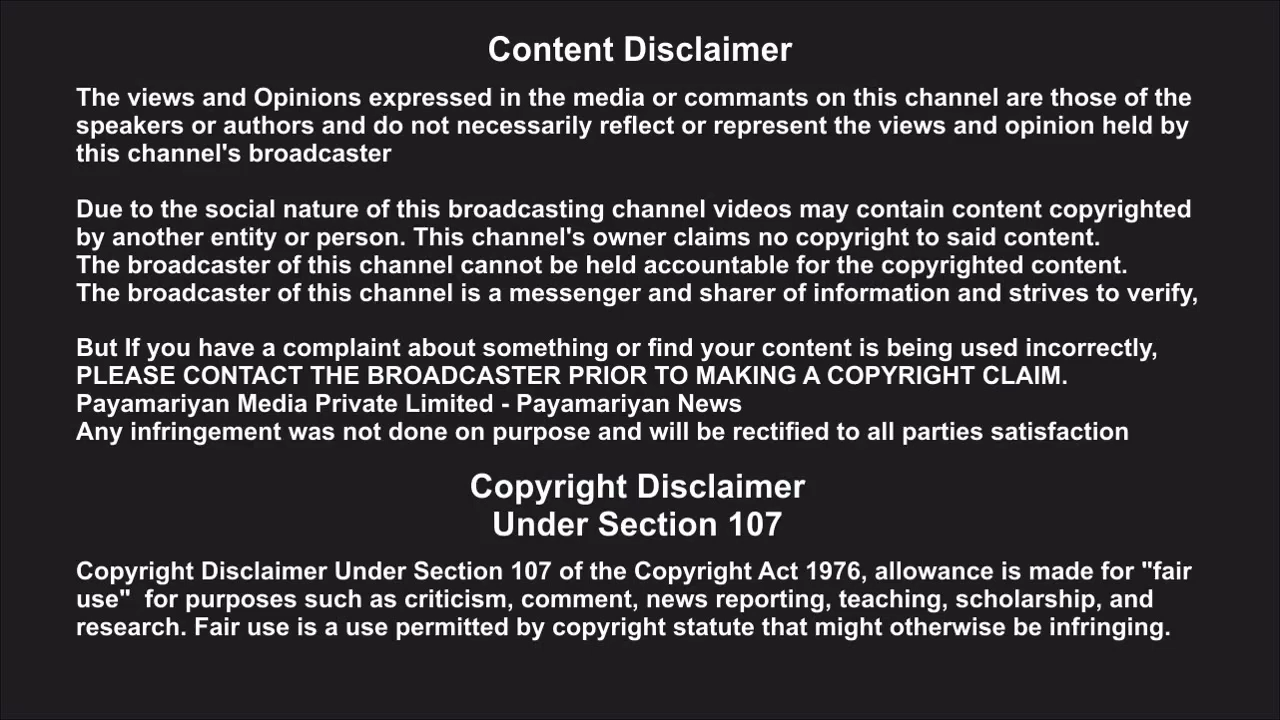 Content Disclaimer
The views and Opinions expressed in the media or commants on this channel are those of the
speakers or authors and do not necessarily reflect or represent the views and opinion held by
this channel's broadcaster
Due to the social nature of this broadcasting channel videos may contain content copyrighted
by another entity or person. This channel's owner claims no copyright to said content.
The broadcaster of this channel cannot be held accountable for the copyrighted content.
The broadcaster of this channel is a messenger and sharer of information and strives to verify,
But If you have a complaint about something or find your content is being used incorrectly,
PLEASE CONTACT THE BROADCASTER PRIOR TO MAKING A COPYRIGHT CLAIM.
Payamariyan Media Private Limited - Payamariyan News
Any infringement was not done on purpose and will be rectified to all parties satisfaction
Copyright Disclaimer
Under Section 107
Copyright Disclaimer Under Section 107 of the Copyright Act 1976, allowance is made for "fair
use"  for purposes such as criticism, comment, news reporting, teaching, scholarship, and
research. Fair use is a use permitted by copyright statute that might otherwise be infringing.